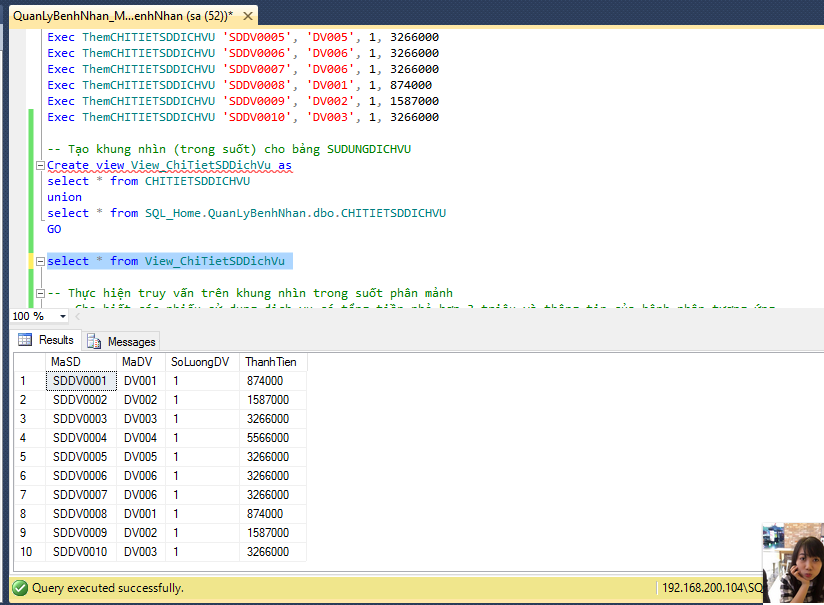 QuanLyBenhNhan_M...enhNhan (sa (52))* ×
Exec ThemCHITIETSDDICHVU 'SDDV0005', 'DV005', 1, 3266000
Exec ThemCHITIETSDDICHVU 'SDDV0006', 'DV006', 1, 3266000
Exec ThemCHITIETSDDICHVU 'SDDV0007', 'DV006', 1, 3266000
Exec ThemCHITIETSDDICHVU 'SDDV0008', 'DV001', 1, 874000
Exec ThemCHITIETSDDICHVU 'SDDV0009', 'DV002', 1, 1587000
Exec ThemCHITIETSDDICHVU 'SDDV0010', 'DV003', 1, 3266000
-- Tạo khung nhìn (trong suốt) cho bảng SUDUNGDICHVU
Create view View_ChiTietSDDichVu as
select * from CHITIETSDDICHVU
union
select * from SQL_Home.QuanLyBenhNhan.dbo.CHITIETSDDICHVU
GO
select * from View_ChiTietSDDichVu
-- Thực hiện truy vấn trên khung nhìn trong suốt phân mảnh
100 %
Results Messages
MaSD MaDV SoLuongDV ThanhTien
1 SDDV0001 DV001 1 874000
2 SDDV0002 DV002 1 1587000
3 SDDV0003 DV003 1 3266000
4 SDDV0004 DV004 1 5566000
5 SDDV0005 DV005 1 3266000
6 SDDV0006 DV006 1 3266000
7 SDDV0007 DV006 1 3266000
8 SDDV0008 DV001 1 874000
9 SDDV0009 DV002 1 1587000
10 SDDV0010 DV003 1 3266000
Query executed successfully. 192.168.200.104\SQ